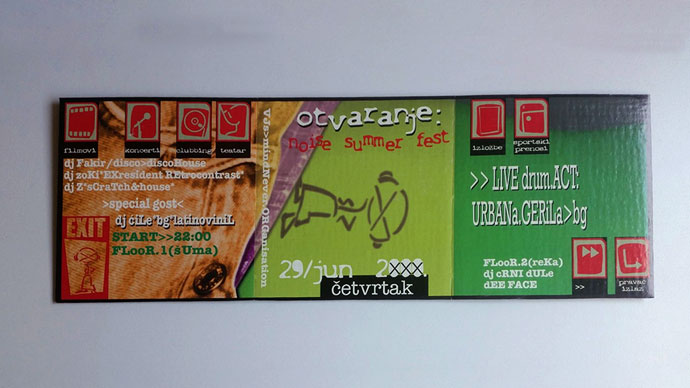 filmovi
koncerti
clubbing
teatar
dj Fakir/disco>discoHouse
dj zoKi*EXresident REtrocontrast*
dj Z*sGraTch&house*
>special gost<
dj ćiLe*bg*latinoviniL
EXIT
START>>22:00
FLooR.1(šUma)
otvaranje:
noise summer fest
29/jun
četvrtak
izložbe
sportski
prenosi
>> LIVE drum.ACT:
URBANa.GERiLa>bg
FLooR.2(reKa)
dj cRNI dULe
dEE FACE
>>
pravac
izlaz